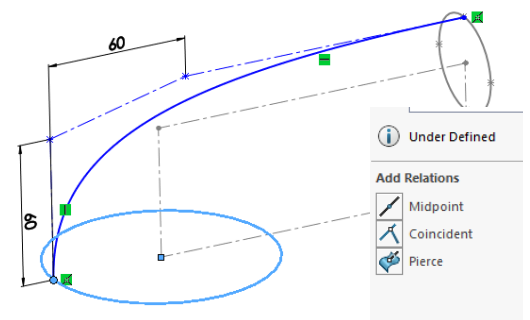 60
60
Under Defined
Add Relations
Midpoint
Coincident
Pierce